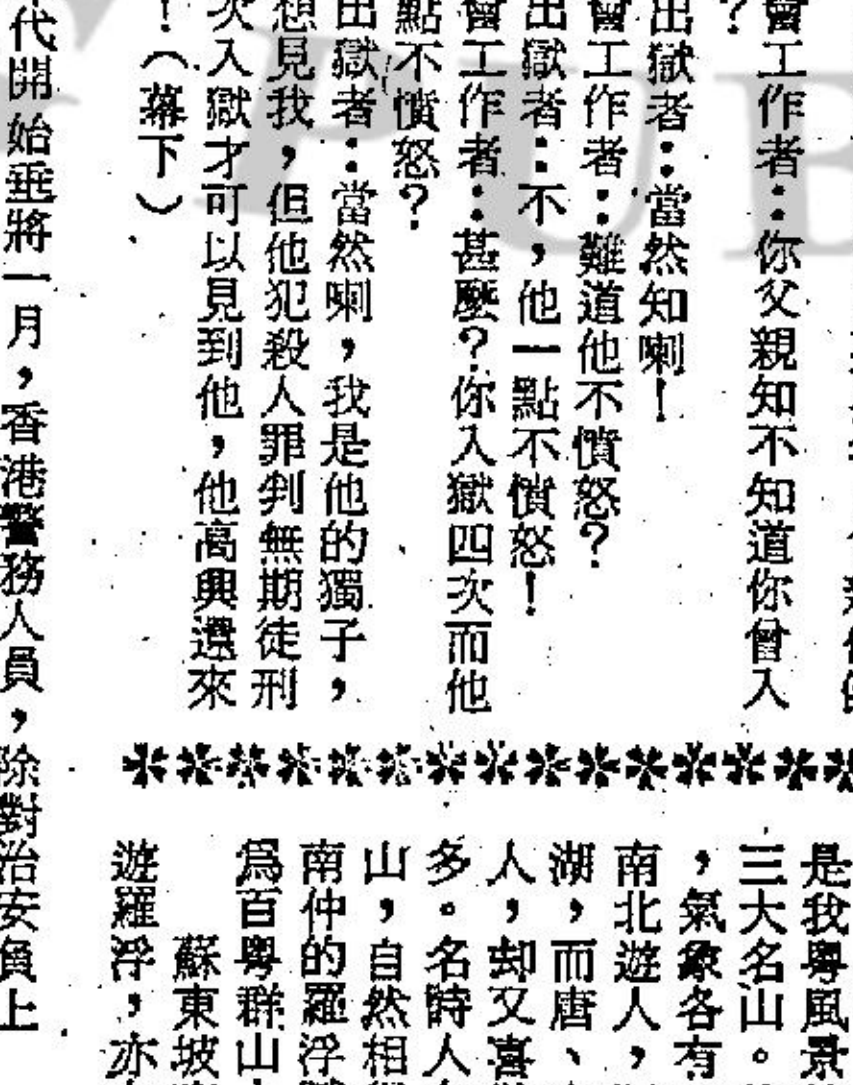 會工作者：你父親知不知道你曾入
？
出獄者：當然知喇！
會工作者：難道他不憤怒？
出獄者：不，他一點不憤怒！
會工作者：甚麼？你入獄四次而他
點不憤怒？
出獄者：當然喇，我是他的獨子，
想見我，但他犯殺人罪判無期徒刑
次入獄才可以見到他，他高興還來
！（幕下）
是我粵風景
三大名山。
，氣象各有
南北遊人，
湖，而唐、
人，却又喜
多。名時人
山，自然相
南仲的羅浮
為百粵群山
蘇東坡
遊羅浮，亦
代開始垂將一月，香港警務人員，除對治安負上
PUB